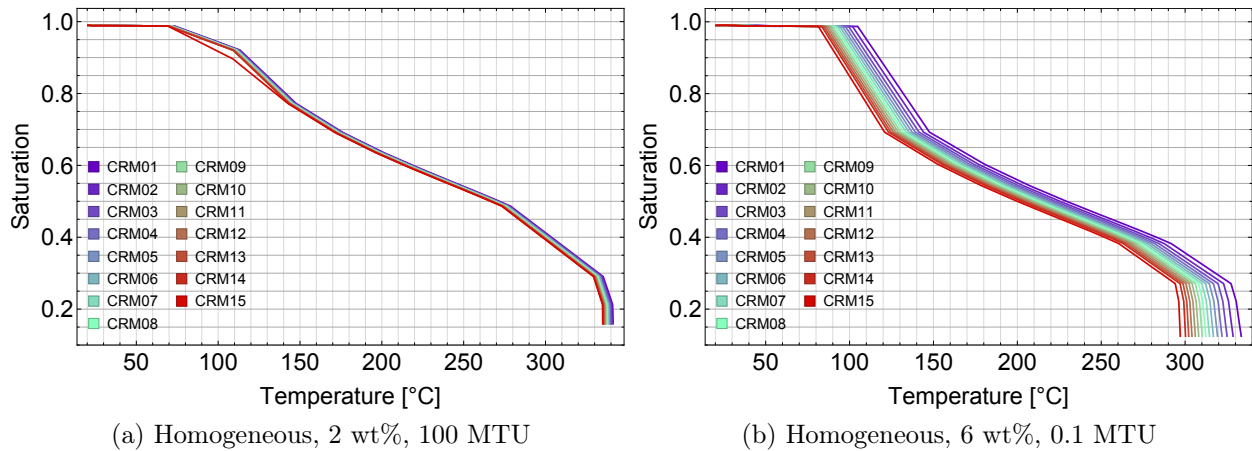 1.0
0.8
0.6
0.4
0.2
Saturation
CRM01
CRM02
CRM03
CRM04
CRM05
CRM06
CRM07
CRM08
CRM09
CRM10
CRM11
CRM12
CRM13
CRM14
CRM15
50 100 150 200 250 300
Temperature [°C]
(a) Homogeneous, 2 wt%, 100 MTU
1.0
0.8
0.6
0.4
0.2
Saturation
CRM01
CRM02
CRM03
CRM04
CRM05
CRM06
CRM07
CRM08
CRM09
CRM10
CRM11
CRM12
CRM13
CRM14
CRM15
50 100 150 200 250 300
Temperature [°C]
(b) Homogeneous, 6 wt%, 0.1 MTU